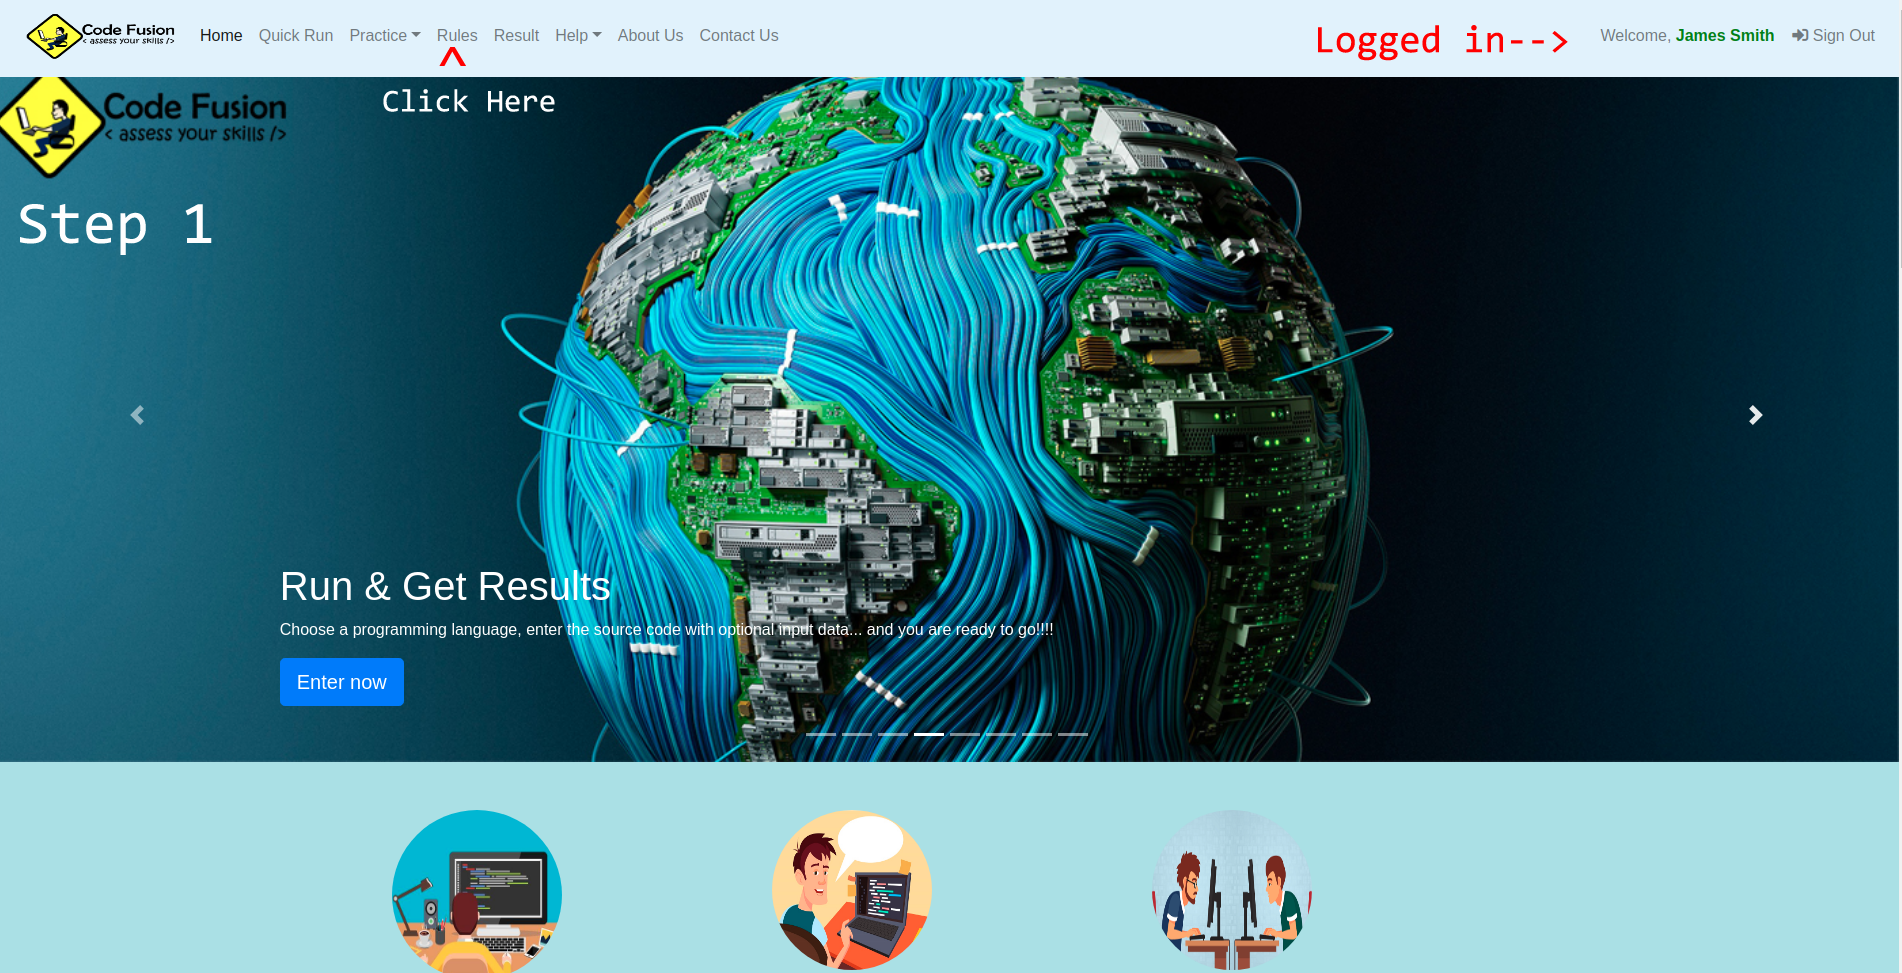 Code Fusion
< assess your skills />
Home Quick Run Practice Rules Result Help About Us Contact Us
Logged in-->
Welcome, James Smith Sign Out
^
Click Here
Code Fusion
< assess your skills />
Step 1
Run & Get Results
Choose a programming language, enter the source code with optional input data... and you are ready to go!!!!
Enter now